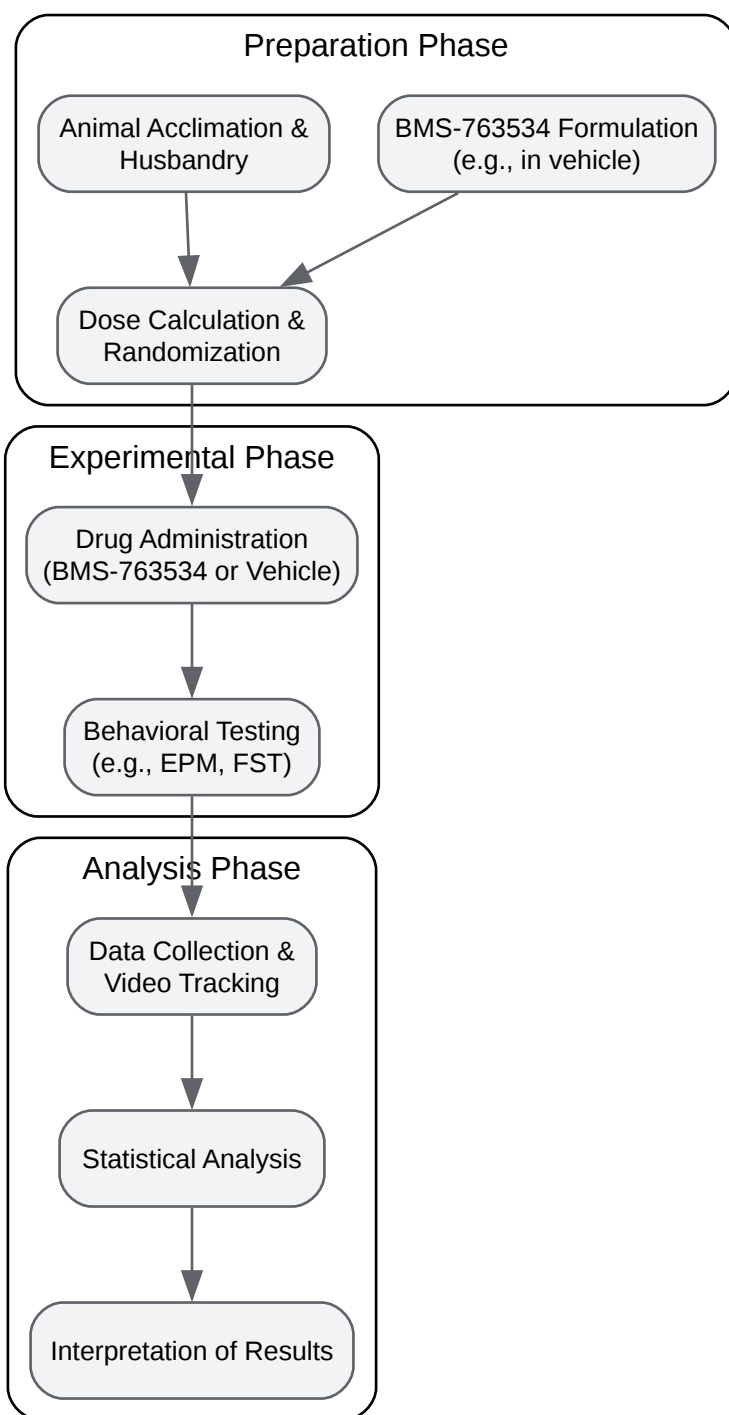 Preparation Phase
Animal Acclimation &
Husbandry
BMS-763534 Formulation
(e.g., in vehicle)
Dose Calculation &
Randomization
Experimental Phase
Drug Administration
(BMS-763534 or Vehicle)
Behavioral Testing
(e.g., EPM, FST)
Analysis Phase
Data Collection &
Video Tracking
Statistical Analysis
Interpretation of Results